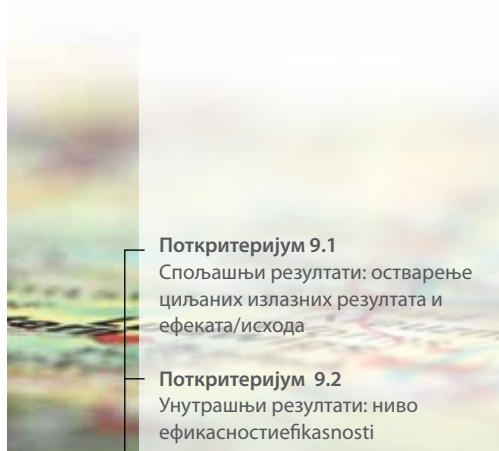 Поткритеријум 9.1
Спољашњи резултати: остварење
циљаних излазних резултата и
ефеката/исхода
Поткритеријум 9.2
Унутрашњи резултати: ниво
ефикасностиefikasnosti